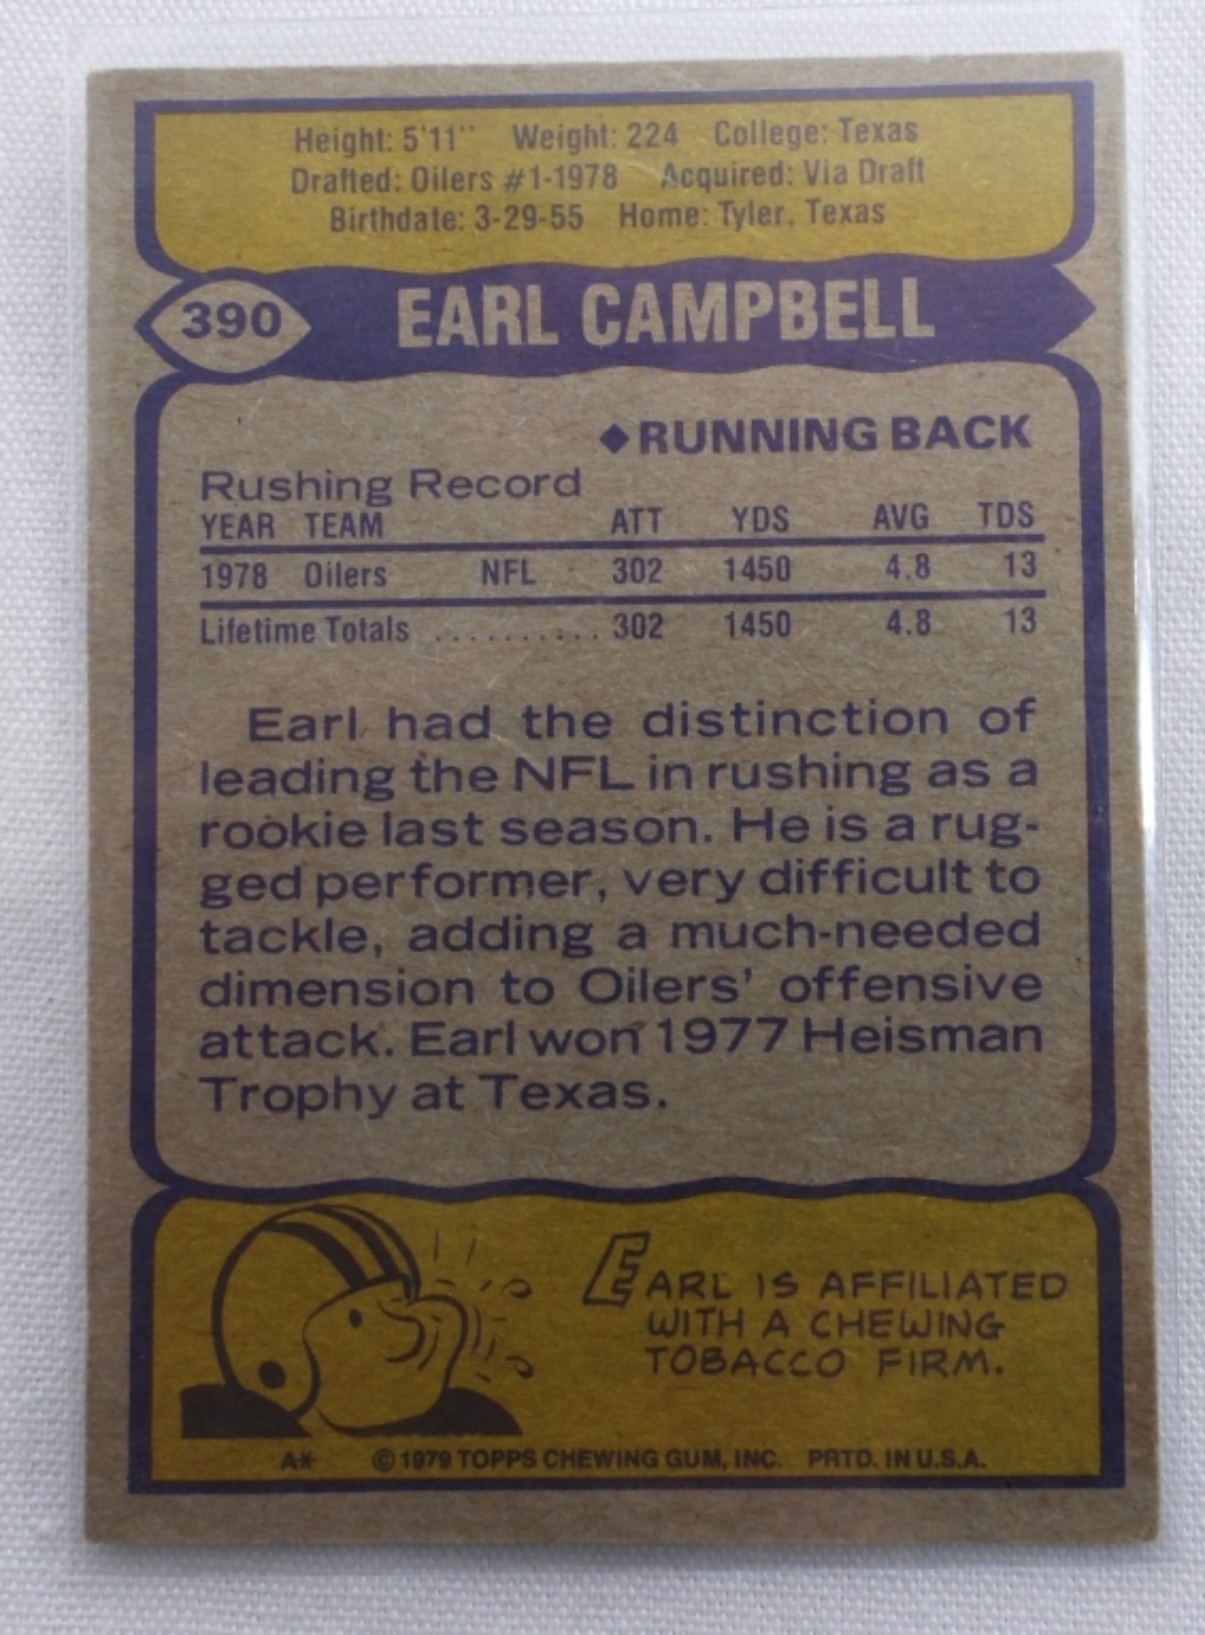 Height: 5'11'' Weight: 224 College: Texas
Drafted: Oilers #1-1978 Acquired: Via Draft
Birthdate: 3-29-55 Home: Tyler, Texas
390 EARL CAMPBELL
◆RUNNING BACK
Rushing Record
YEAR TEAM ATT YDS AVG TDS
1978 Oilers NFL 302 1450 4.8 13
Lifetime Totals .......... 302 1450 4.8 13
Earl had the distinction of
leading the NFL in rushing as a
rookie last season. He is a rug-
ged performer, very difficult to
tackle, adding a much-needed
dimension to Oilers' offensive
attack. Earl won 1977 Heisman
Trophy at Texas.
EARL IS AFFILIATED
WITH A CHEWING
TOBACCO FIRM.
A* © 1979 TOPPS CHEWING GUM, INC. PRTD. IN U.S.A.